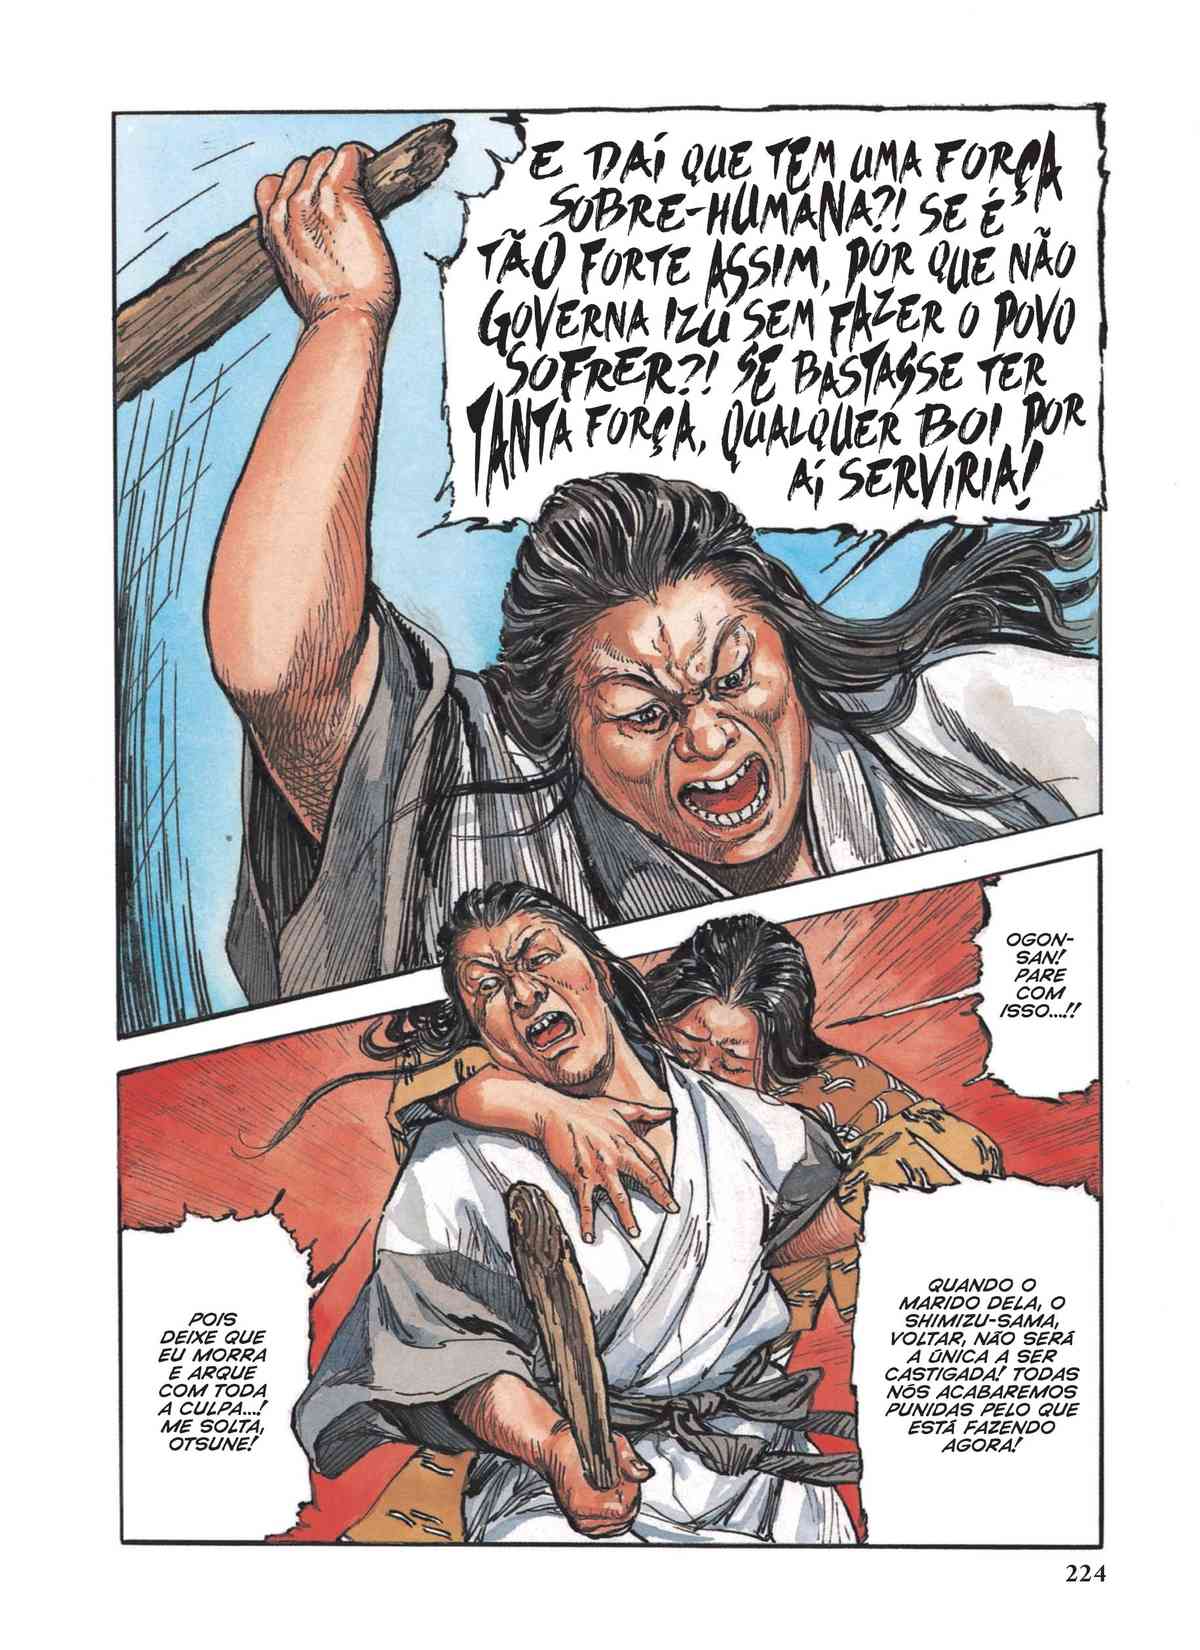 E DAÍ QUE TEM UMA FORÇA
SOBRE-HUMANA?! SE É
TÃO FORTE ASSIM, POR QUE NÃO
GOVERNA IZU SEM FAZER O POVO
SOFRER?! SE BASTASSE TER
TANTA FORÇA, QUALQUER BOI POR
AÍ SERVIRIA!
OGON-
SAN!
PARE
COM
ISSO...!!
QUANDO O
MARIDO DELA, O
SHIMIZU-SAMA,
VOLTAR, NÃO SERÁ
A ÚNICA A SER
CASTIGADA! TODAS
NÓS ACABAREMOS
PUNIDAS PELO QUE
ESTÁ FAZENDO
AGORA!
POIS
DEIXE QUE
EU MORRA
E ARQUE
COM TODA
A CULPA...!
ME SOLTA,
OTSUNE!
224